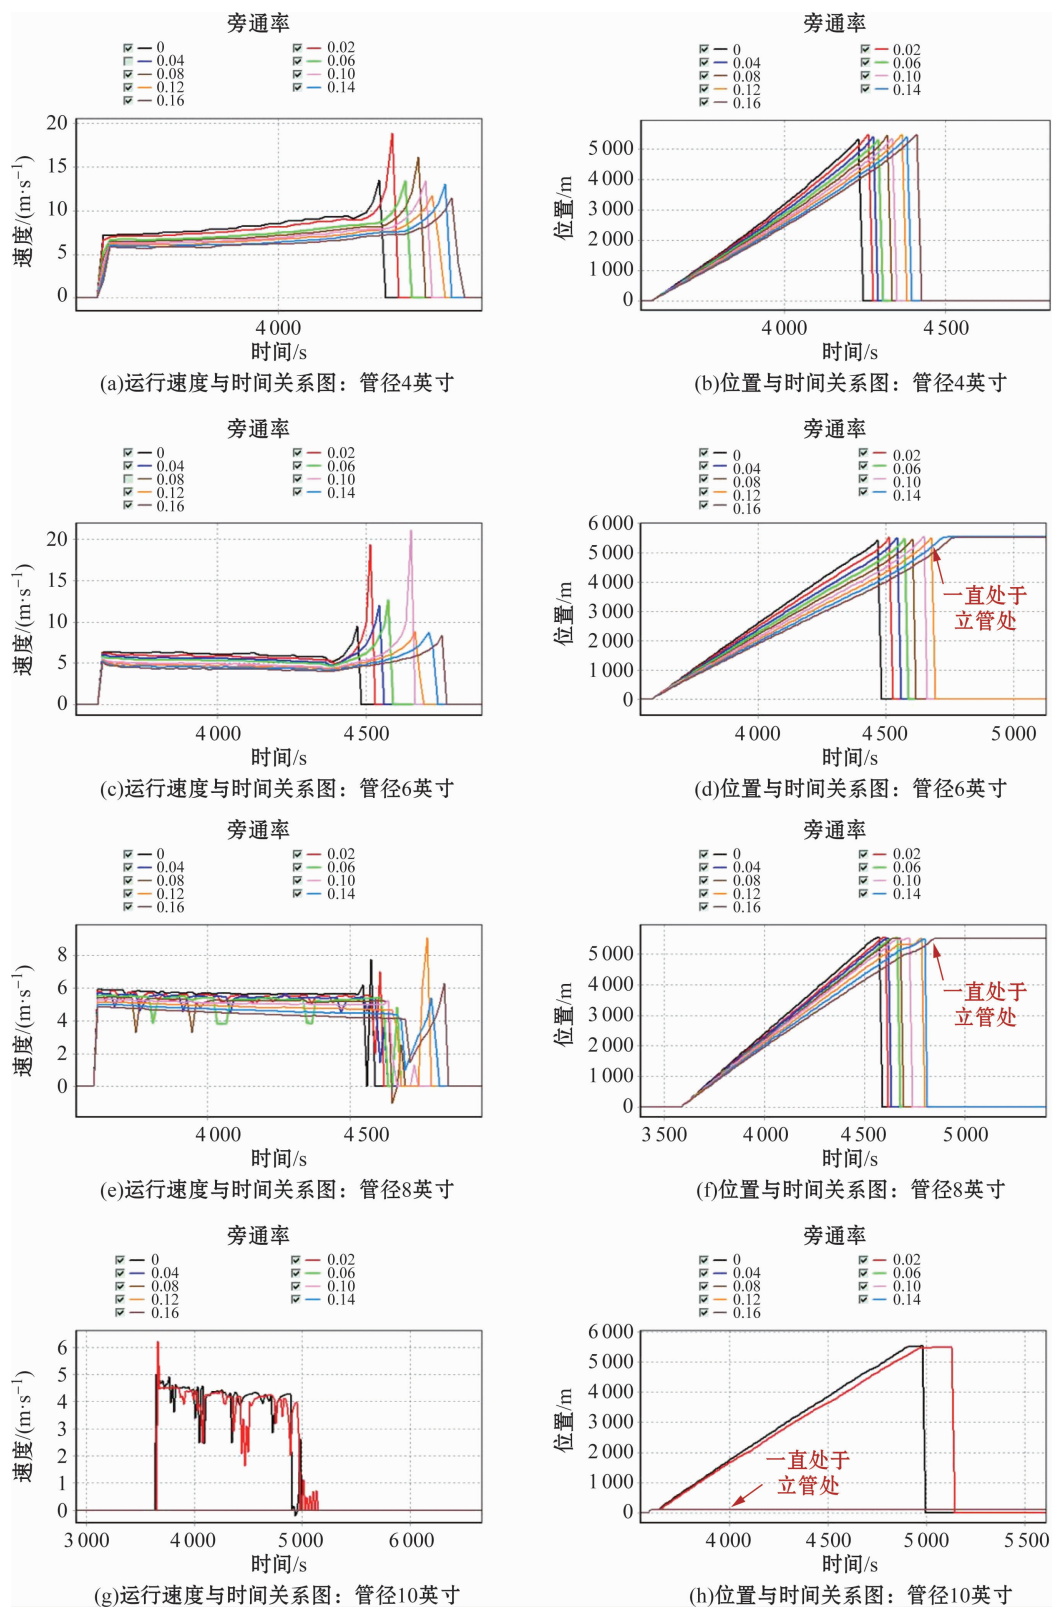 旁通率
0 0.02
0.04 0.06
0.08 0.10
0.12 0.14
0.16
20
15
10
5
0
速度/(m·s⁻¹)
4 000
时间/s
(a)运行速度与时间关系图：管径4英寸
旁通率
0 0.02
0.04 0.06
0.08 0.10
0.12 0.14
0.16
5 000
4 000
3 000
2 000
1 000
0
位置/m
4 000 4 500
时间/s
(b)位置与时间关系图：管径4英寸
旁通率
0 0.02
0.04 0.06
0.08 0.10
0.12 0.14
0.16
20
15
10
5
0
速度/(m·s⁻¹)
4 000 4 500
时间/s
(c)运行速度与时间关系图：管径6英寸
旁通率
0 0.02
0.04 0.06
0.08 0.10
0.12 0.14
0.16
6 000
5 000
4 000
3 000
2 000
1 000
0
位置/m
一直处于
立管处
4 000 4 500 5 000
时间/s
(d)位置与时间关系图：管径6英寸
旁通率
0 0.02
0.04 0.06
0.08 0.10
0.12 0.14
0.16
8
6
4
2
0
速度/(m·s⁻¹)
4 000 4 500
时间/s
(e)运行速度与时间关系图：管径8英寸
旁通率
0 0.02
0.04 0.06
0.08 0.10
0.12 0.14
0.16
5 000
4 000
3 000
2 000
1 000
0
位置/m
一直处于
立管处
3 500 4 000 4 500 5 000
时间/s
(f)位置与时间关系图：管径8英寸
旁通率
0 0.02
0.04 0.06
0.08 0.10
0.12 0.14
0.16
6
5
4
3
2
1
0
速度/(m·s⁻¹)
3 000 4 000 5 000 6 000
时间/s
(g)运行速度与时间关系图：管径10英寸
旁通率
0 0.02
0.04 0.06
0.08 0.10
0.12 0.14
0.16
6 000
5 000
4 000
3 000
2 000
1 000
0
位置/m
一直处于
立管处
4 000 4 500 5 000 5 500
时间/s
(h)位置与时间关系图：管径10英寸